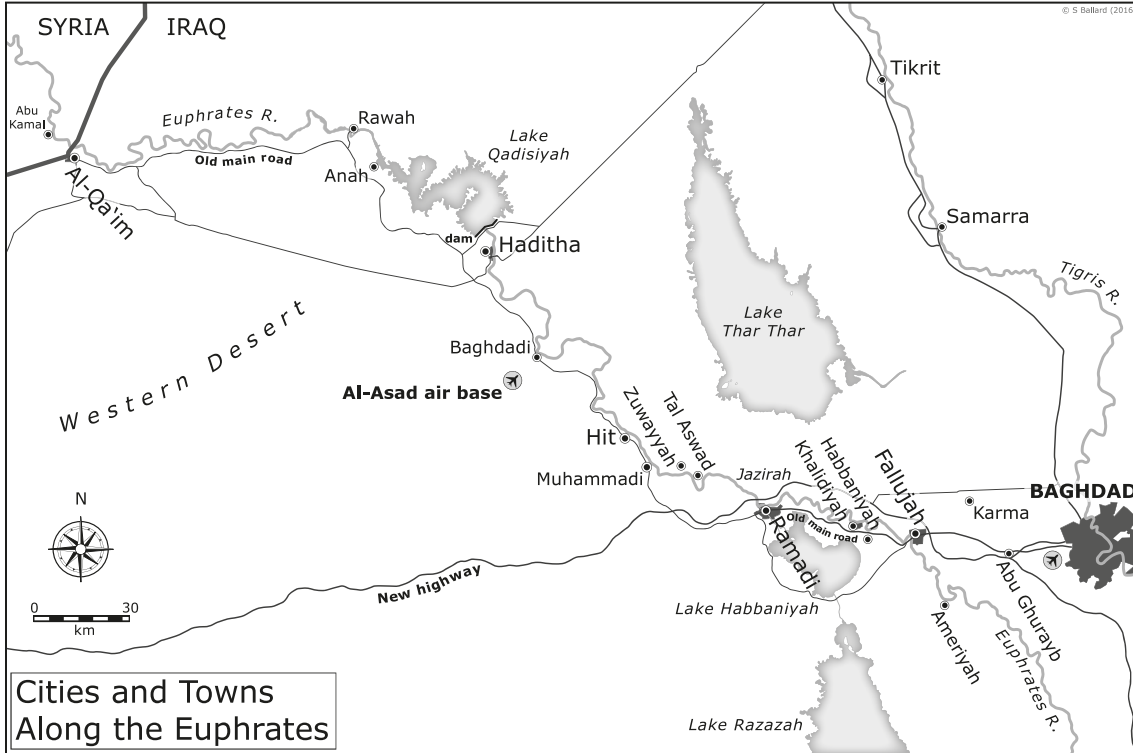 © S Ballard (2016
SYRIA
IRAQ
Tikrit
Abu
Kamal
Euphrates R.
Rawah
Lake
Qadisiyah
Old main road
Anah
Al-Qa'im
Samarra
dam
Haditha
Tigris R.
Lake
Thar Thar
Western Desert
Baghdadi
Al-Asad air base
Zuwayyah
Tal Aswad
Hit
Muhammadi
Jazirah
Khalidiyah
Habbaniyah
Fallujah
BAGHDAD
Karma
N
Old main road
Ramadi
New highway
Abu Ghurayb
0
30
km
Lake Habbaniyah
Ameriyah
Euphrates R.
Cities and Towns
Along the Euphrates
Lake Razazah